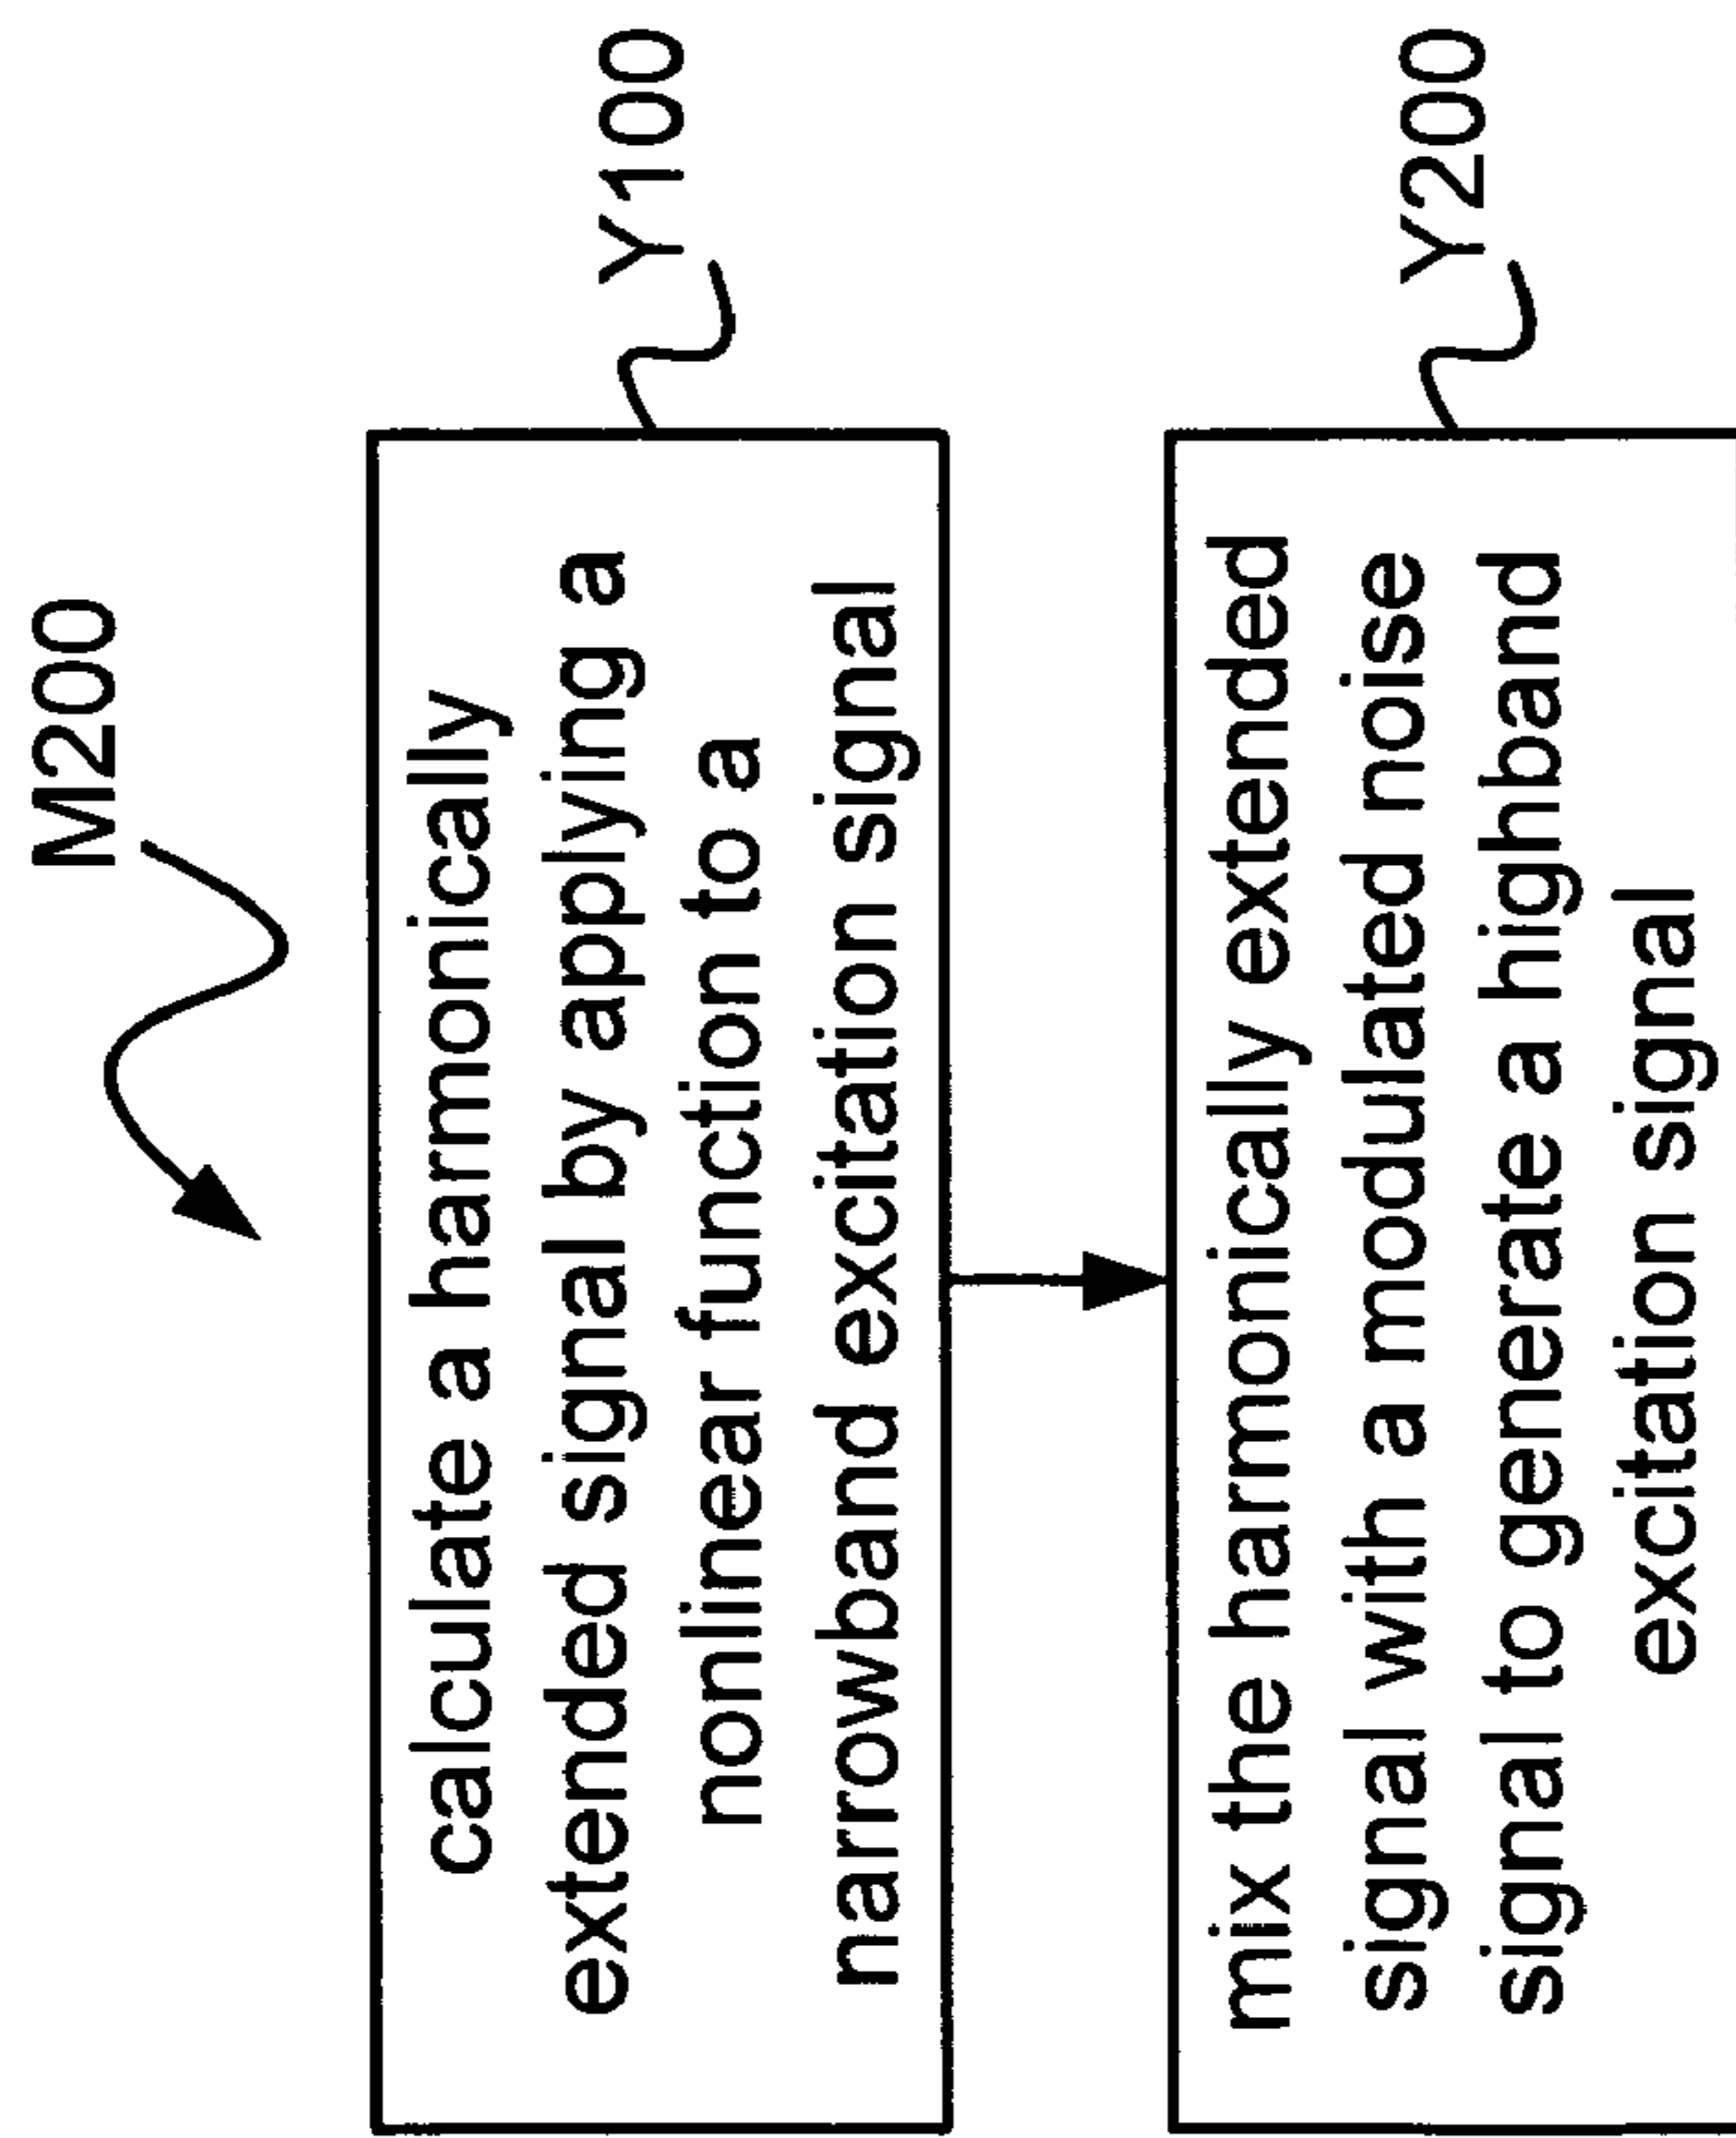 M200
calculate a harmonically
extended signal by applying a
nonlinear function to a
narrowband excitation signal
Y100
mix the harmonically extended
signal with a modulated noise
signal to generate a highband
excitation signal
Y200